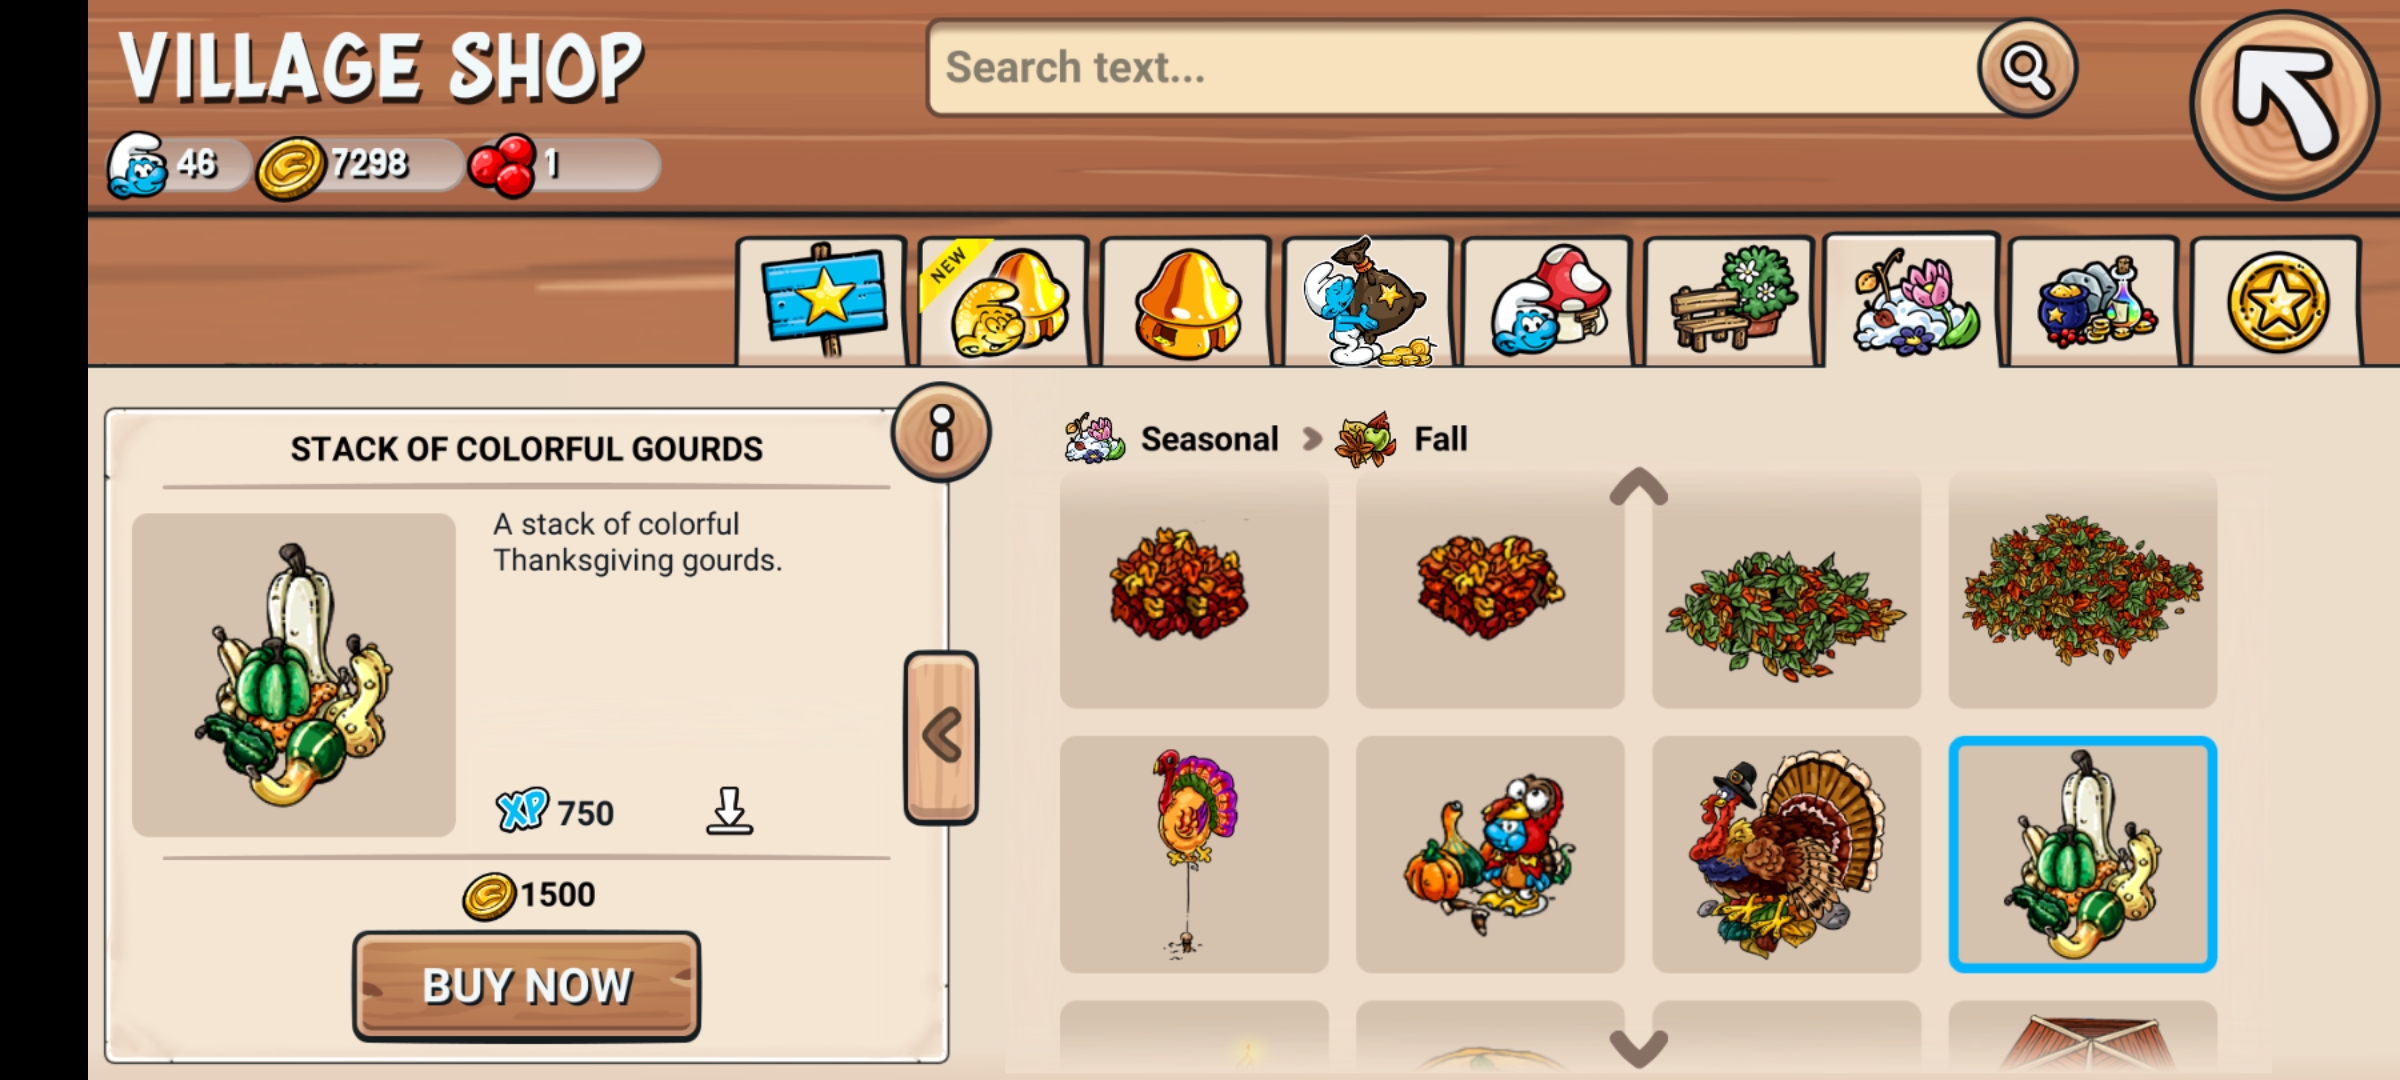 VILLAGE SHOP
Search text...
46
7298
1
NEW
Seasonal
Fall
STACK OF COLORFUL GOURDS
A stack of colorful
Thanksgiving gourds.
XP 750
1500
BUY NOW